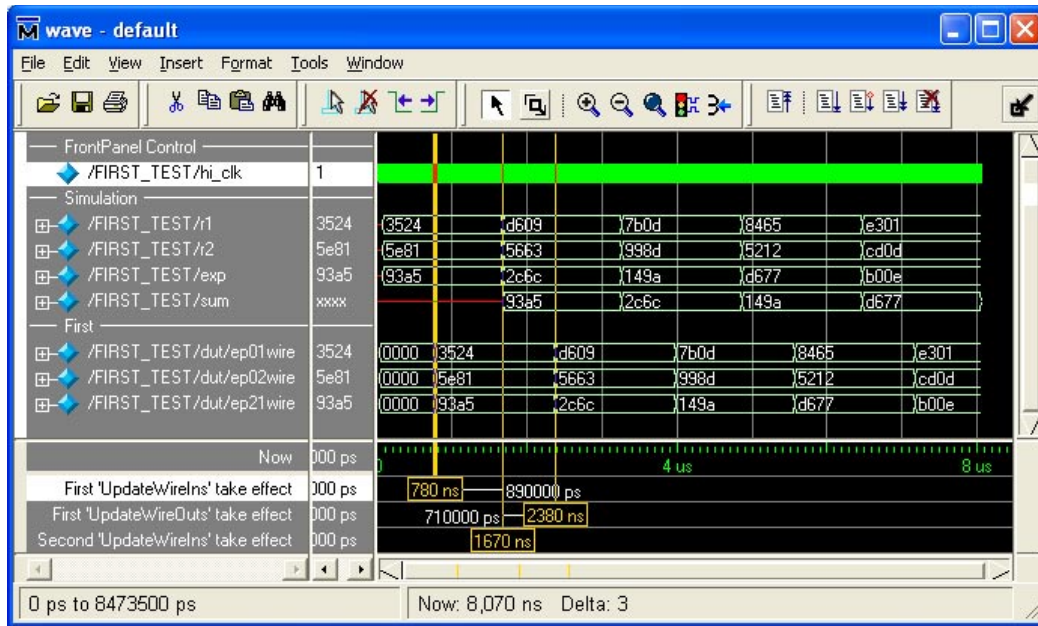 wave - default
File Edit View Insert Format Tools Window
FrontPanel Control
/FIRST_TEST/hi_clk 1
Simulation
/FIRST_TEST/r1 3524 3524 d609 7b0d 8465 e301
/FIRST_TEST/r2 5e81 5e81 5663 998d 5212 cd0d
/FIRST_TEST/exp 93a5 93a5 2c6c 149a d677 b00e
/FIRST_TEST/sum xxxx 93a5 2c6c 149a d677
First
/FIRST_TEST/dut/ep01wire 3524 0000 3524 d609 7b0d 8465 e301
/FIRST_TEST/dut/ep02wire 5e81 0000 5e81 5663 998d 5212 cd0d
/FIRST_TEST/dut/ep21wire 93a5 0000 93a5 2c6c 149a d677 b00e
Now 000 ps 4 us 8 us
First 'UpdateWireIns' take effect 000 ps 780 ns 890000 ps
First 'UpdateWireOuts' take effect 000 ps 710000 ps 2380 ns
Second 'UpdateWireIns' take effect 000 ps 1670 ns
0 ps to 8473500 ps Now: 8,070 ns Delta: 3